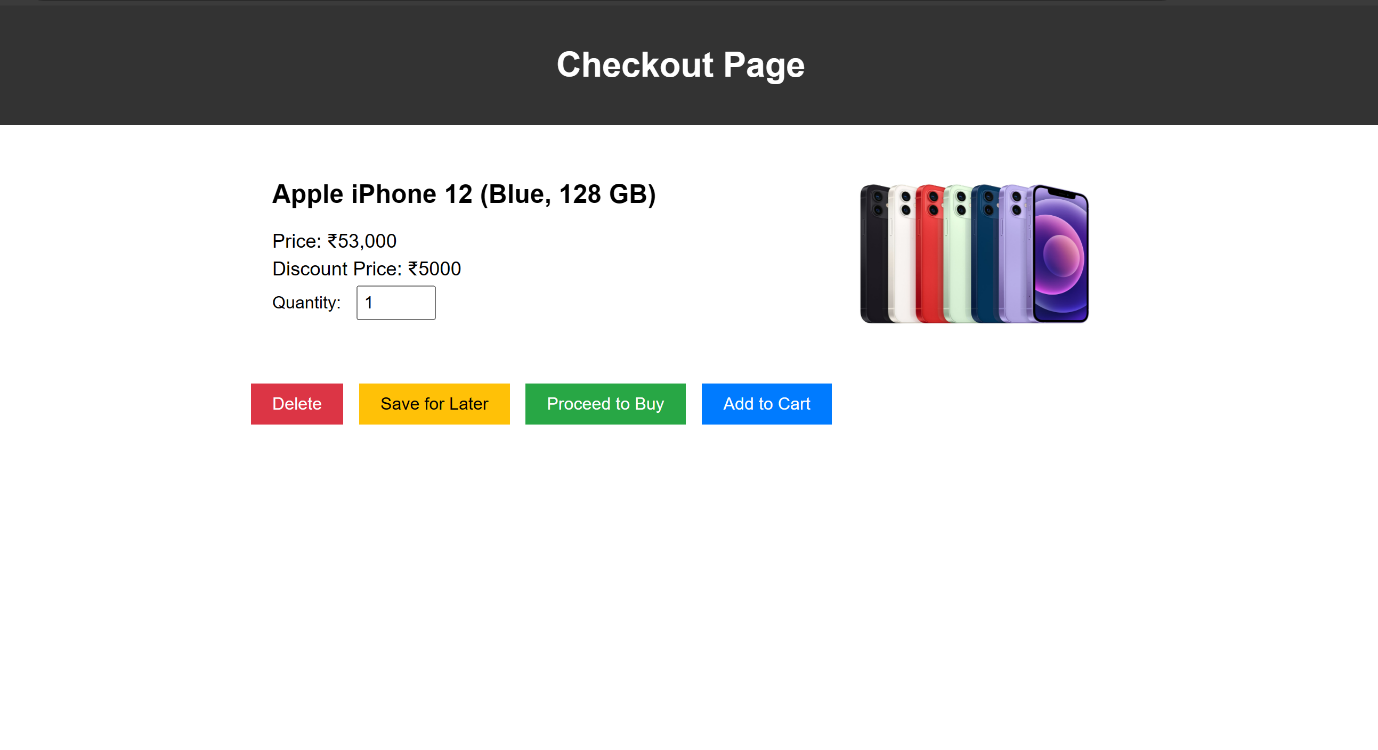 Checkout Page
Apple iPhone 12 (Blue, 128 GB)
Price: ₹53,000
Discount Price: ₹5000
Quantity: 1
Delete Save for Later Proceed to Buy Add to Cart